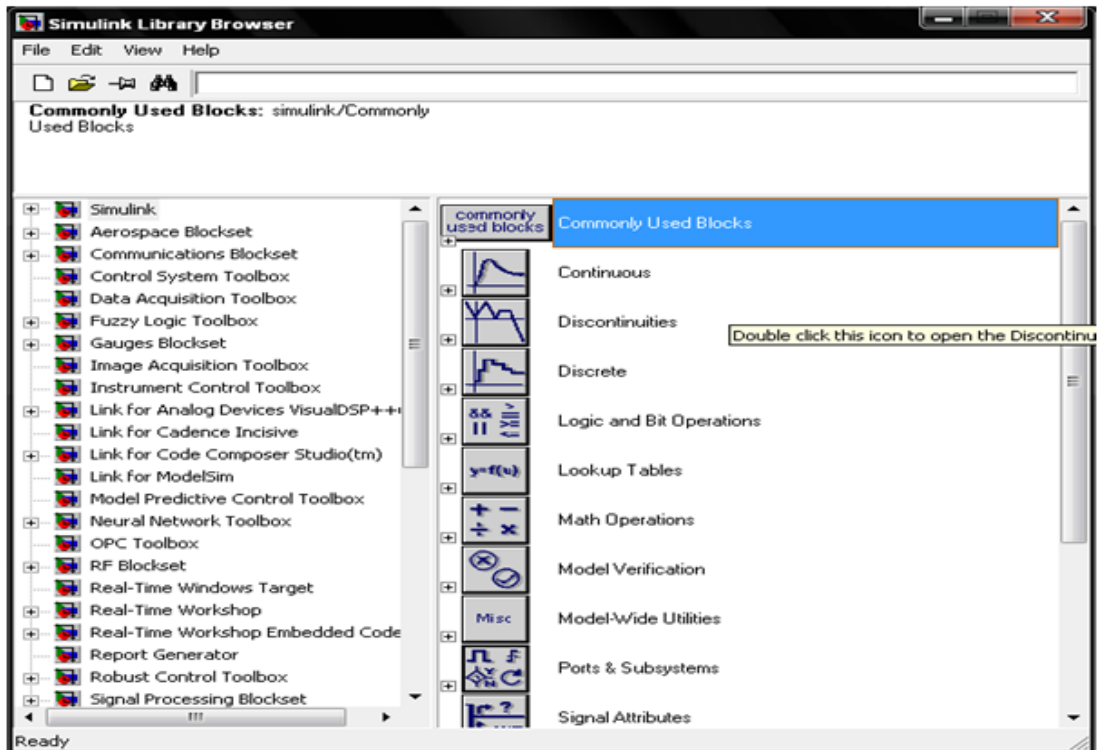 Simulink Library Browser
File Edit View Help
Commonly Used Blocks: simulink/Commonly
Used Blocks
Simulink
Aerospace Blockset
Communications Blockset
Control System Toolbox
Data Acquisition Toolbox
Fuzzy Logic Toolbox
Gauges Blockset
Image Acquisition Toolbox
Instrument Control Toolbox
Link for Analog Devices VisualDSP++
Link for Cadence Incisive
Link for Code Composer Studio(tm)
Link for ModelSim
Model Predictive Control Toolbox
Neural Network Toolbox
OPC Toolbox
RF Blockset
Real-Time Windows Target
Real-Time Workshop
Real-Time Workshop Embedded Code
Report Generator
Robust Control Toolbox
Signal Processing Blockset
commonly
used blocks
Commonly Used Blocks
Continuous
Discontinuities
Double click this icon to open the Discontinu
Discrete
&& > 
|| >=
<=
Logic and Bit Operations
y=f(u)
Lookup Tables
+ −
÷ ×
Math Operations
Model Verification
Misc
Model-Wide Utilities
Ports & Subsystems
?
Signal Attributes
Ready